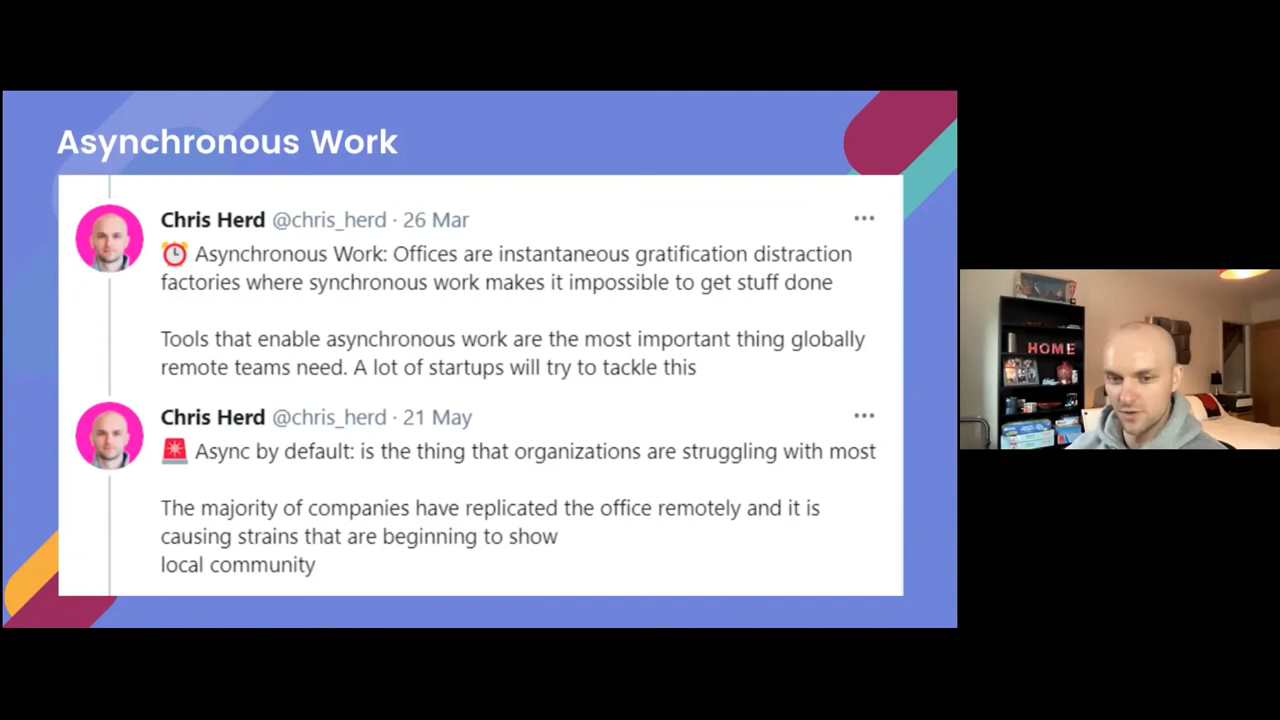 Asynchronous Work
Chris Herd @chris_herd · 26 Mar
⏰ Asynchronous Work: Offices are instantaneous gratification distraction
factories where synchronous work makes it impossible to get stuff done
Tools that enable asynchronous work are the most important thing globally
remote teams need. A lot of startups will try to tackle this
Chris Herd @chris_herd · 21 May
🚨 Async by default: is the thing that organizations are struggling with most
The majority of companies have replicated the office remotely and it is
causing strains that are beginning to show
local community
HOME